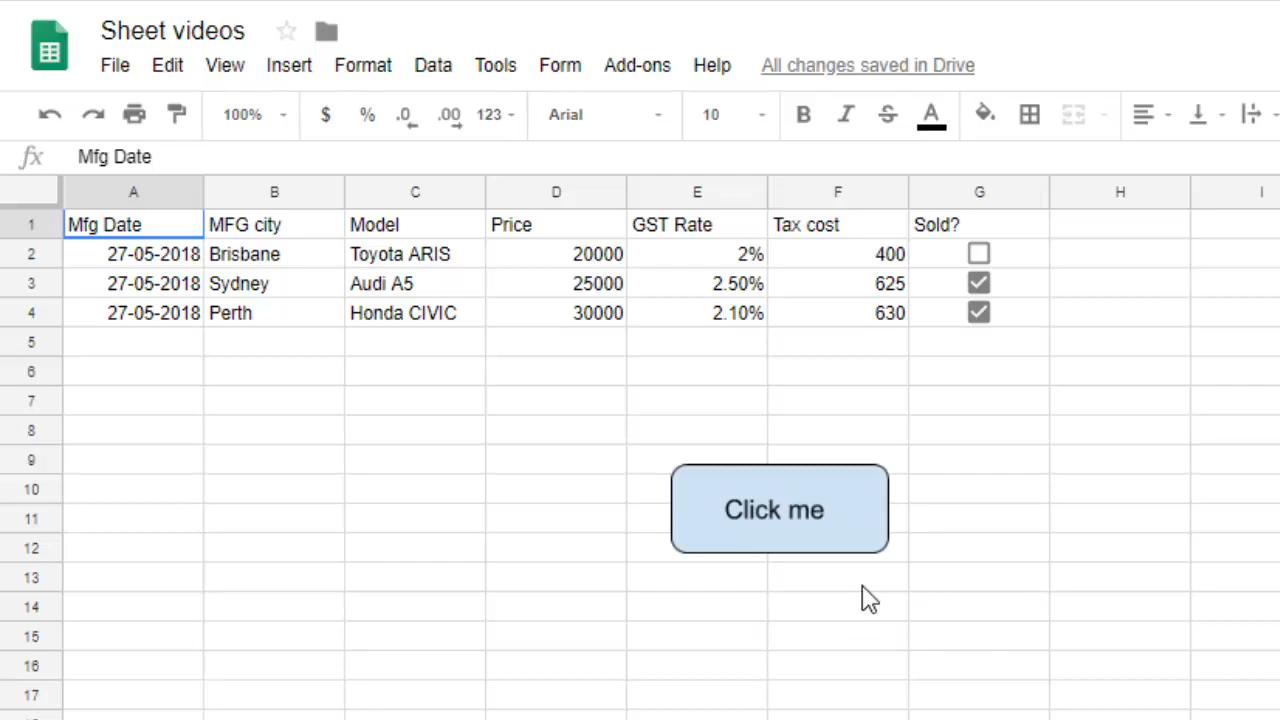 Sheet videos
File Edit View Insert Format Data Tools Form Add-ons Help All changes saved in Drive
100% $ % .0 .00 123 Arial 10 B I S A
fx Mfg Date
A B C D E F G H I
1 Mfg Date MFG city Model Price GST Rate Tax cost Sold?
2 27-05-2018 Brisbane Toyota ARIS 20000 2% 400
3 27-05-2018 Sydney Audi A5 25000 2.50% 625
4 27-05-2018 Perth Honda CIVIC 30000 2.10% 630
5
6
7
8
9
10
Click me
11
12
13
14
15
16
17